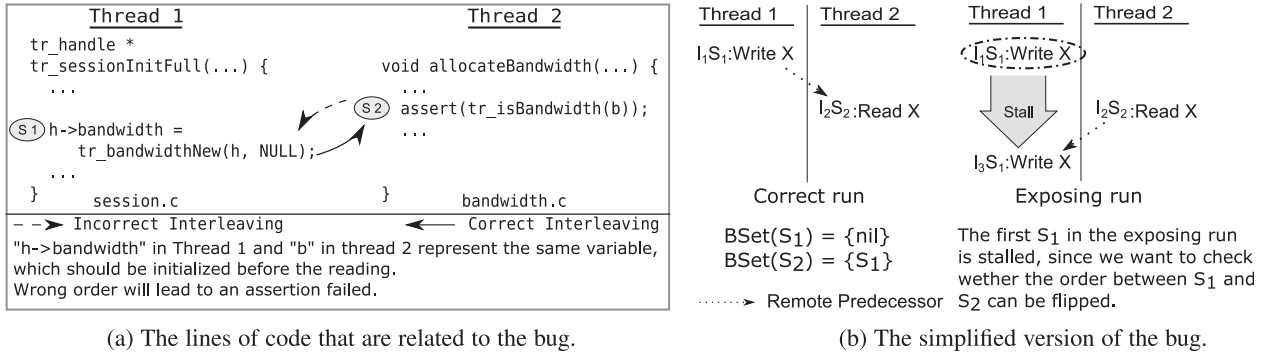 Thread 1
Thread 2
tr_handle *
tr_sessionInitFull(...) {
...
S 1
h->bandwidth =
tr_bandwidthNew(h, NULL);
...
}
session.c
void allocateBandwidth(...) {
...
S 2
assert(tr_isBandwidth(b));
...
}
bandwidth.c
Incorrect Interleaving
Correct Interleaving
"h->bandwidth" in Thread 1 and "b" in thread 2 represent the same variable,
which should be initialized before the reading.
Wrong order will lead to an assertion failed.
(a) The lines of code that are related to the bug.
Thread 1
Thread 2
I1S1:Write X
I2S2:Read X
Correct run
BSet(S1) = {nil}
BSet(S2) = {S1}
Remote Predecessor
Thread 1
Thread 2
I1S1:Write X
Stall
I2S2:Read X
I3S1:Write X
Exposing run
The first S1 in the exposing run
is stalled, since we want to check
wether the order between S1 and
S2 can be flipped.
(b) The simplified version of the bug.